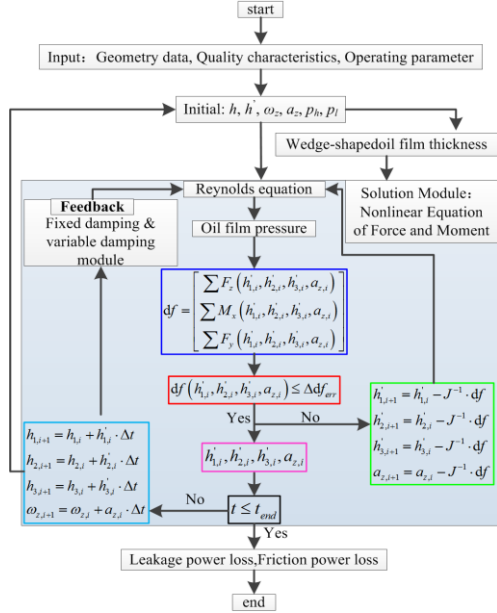 start
Input: Geometry data, Quality characteristics, Operating parameter
Initial: h, h', ω_z, a_z, p_h, p_l
Wedge-shapedoil film thickness
Reynolds equation
Feedback
Fixed damping &
variable damping
module
Solution Module:
Nonlinear Equation
of Force and Moment
Oil film pressure
df = [ ∑F_z(h'_{1,i}, h'_{2,i}, h'_{3,i}, a_{z,i})
∑M_x(h'_{1,i}, h'_{2,i}, h'_{3,i}, a_{z,i})
∑F_y(h'_{1,i}, h'_{2,i}, h'_{3,i}, a_{z,i}) ]
df(h'_{1,i}, h'_{2,i}, h'_{3,i}, a_{z,i}) ≤ Δdf_{err}
Yes
No
h'_{1,i+1} = h'_{1,i} − J^{-1} · df
h'_{2,i+1} = h'_{2,i} − J^{-1} · df
h'_{3,i+1} = h'_{3,i} − J^{-1} · df
a_{z,i+1} = a_{z,i} − J^{-1} · df
h'_{1,i}, h'_{2,i}, h'_{3,i}, a_{z,i}
h_{1,i+1} = h_{1,i} + h'_{1,i} · Δt
h_{2,i+1} = h_{2,i} + h'_{2,i} · Δt
h_{3,i+1} = h_{3,i} + h'_{3,i} · Δt
ω_{z,i+1} = ω_{z,i} + a_{z,i} · Δt
No
t ≤ t_{end}
Yes
Leakage power loss,Friction power loss
end